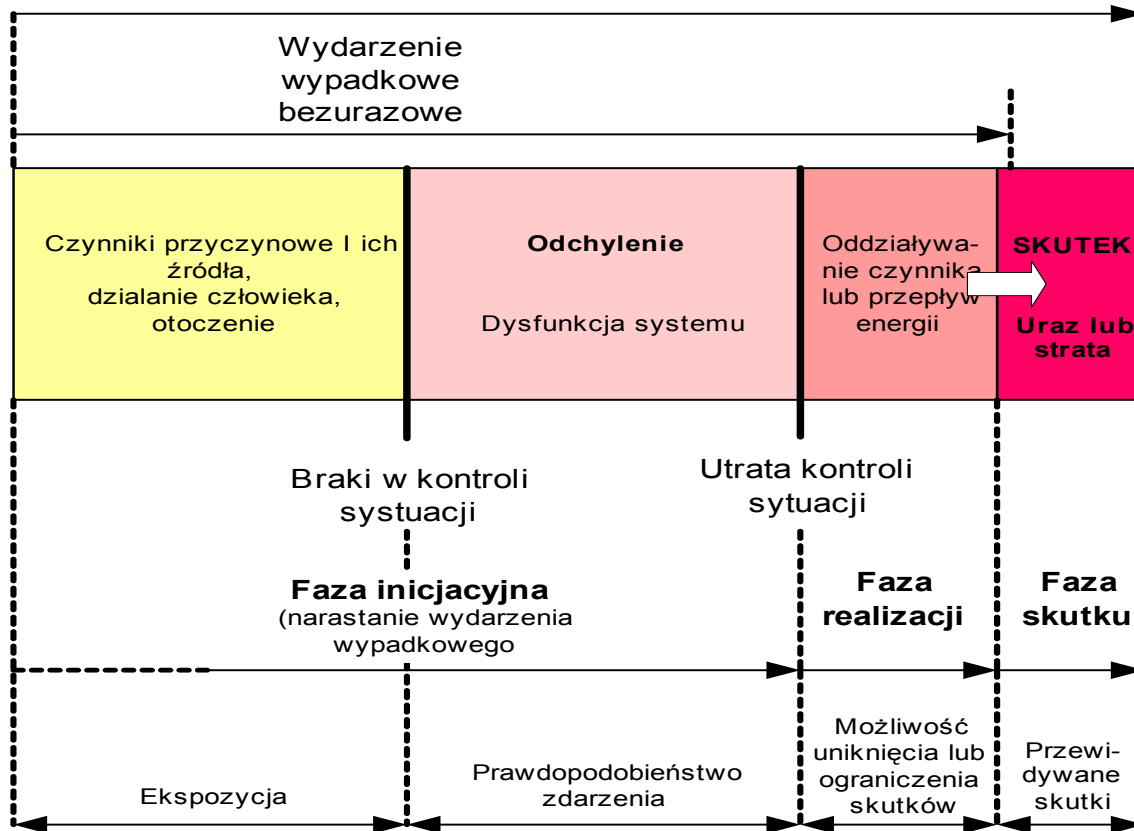 Wydarzenie
wypadkowe
bezurazowe
Czynniki przyczynowe I ich
źródła,
dzialanie człowieka,
otoczenie
Odchylenie
Dysfunkcja systemu
Oddziaływa-
nie czynnika
lub przepływ
energii
SKUTEK
Uraz lub
strata
Braki w kontroli
systuacji
Utrata kontroli
sytuacji
Faza inicjacyjna
(narastanie wydarzenia
wypadkowego
Faza
realizacji
Faza
skutku
Ekspozycja
Prawdopodobieństwo
zdarzenia
Możliwość
uniknięcia lub
ograniczenia
skutków
Przewi-
dywane
skutki